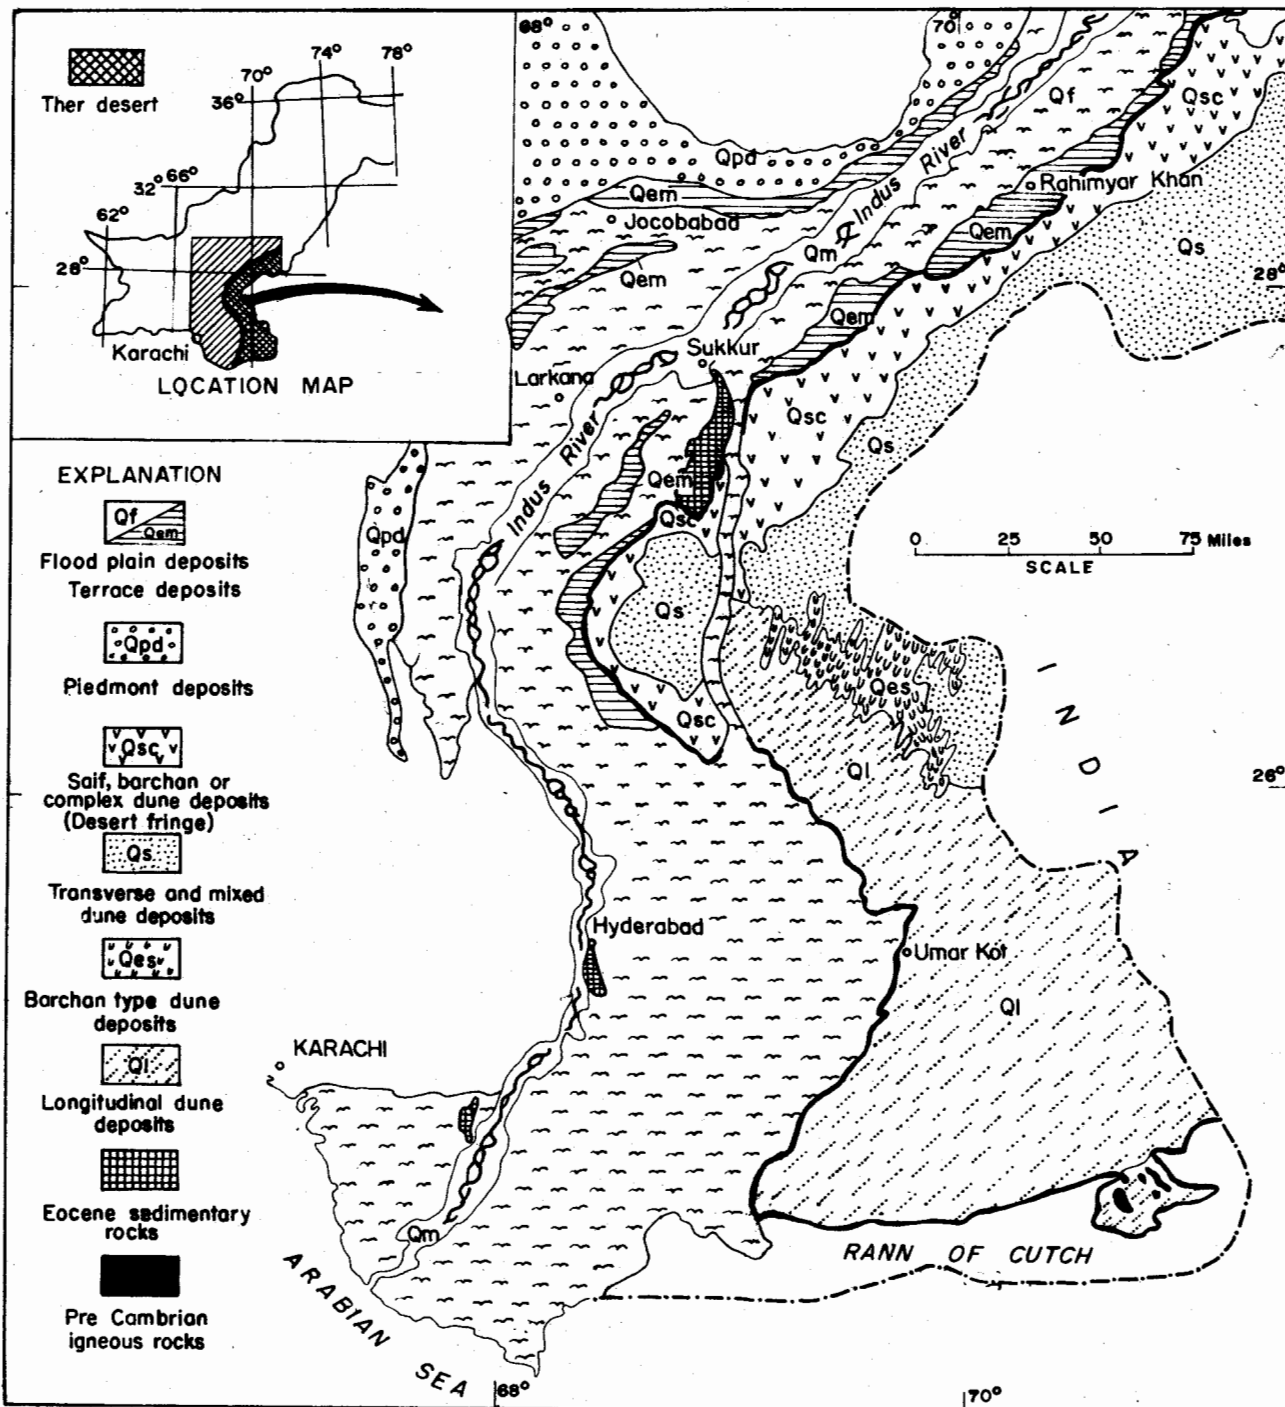 Ther desert
74°
78°
70°
36°
32° 66°
62°
28°
Karachi
LOCATION MAP
68°
70°
Qf
Qsc
Qpd
Indus River
Rahimyar Khan
Qem
Jocobabad
Qem
Qem
Qm
Qs
28°
Qem
Sukkur
Larkana
Qsc
Qs
Indus River
Qem
Qsc
Qpd
0 25 50 75 Miles
SCALE
Qs
Qes
INDIA
Qsc
Ql
26°
Hyderabad
Umar Kot
Ql
KARACHI
Qm
RANN OF CUTCH
ARABIAN SEA
68°
70°
EXPLANATION
Qf
Qem
Flood plain deposits
Terrace deposits
Qpd
Piedmont deposits
Qsc
Saif, barchan or
complex dune deposits
(Desert fringe)
Qs
Transverse and mixed
dune deposits
Qes
Barchan type dune
deposits
Ql
Longitudinal dune
deposits
Eocene sedimentary
rocks
Pre Cambrian
igneous rocks